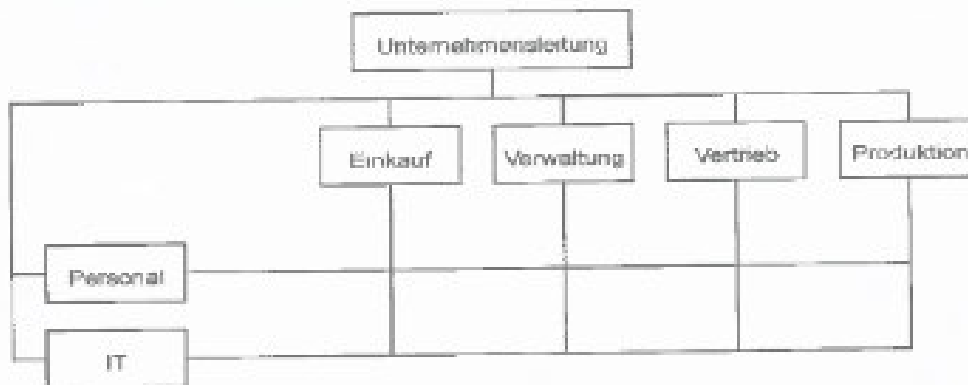 Unternehmensleitung
Einkauf
Verwaltung
Vertrieb
Produktion
Personal
IT